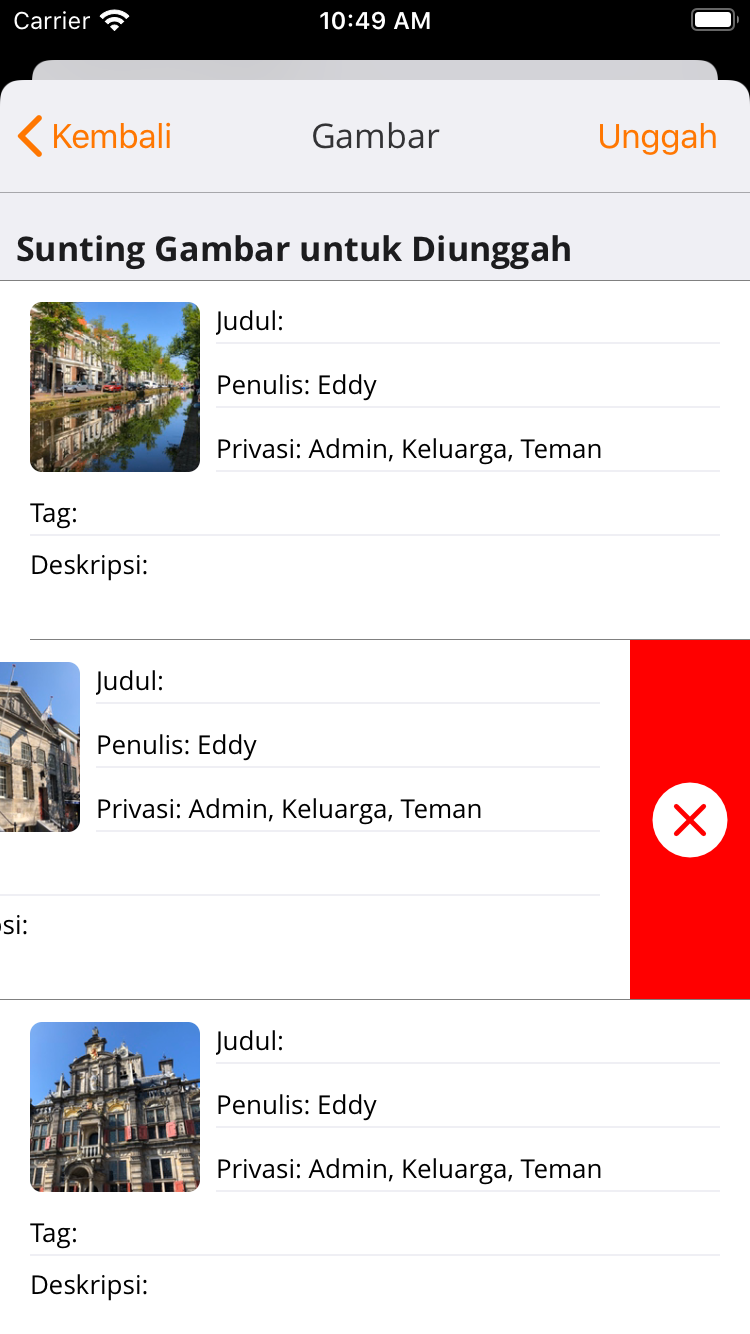 Carrier 10:49 AM
Kembali Gambar Unggah
Sunting Gambar untuk Diunggah
Judul:
Penulis: Eddy
Privasi: Admin, Keluarga, Teman
Tag:
Deskripsi:
Judul:
Penulis: Eddy
Privasi: Admin, Keluarga, Teman
si:
Judul:
Penulis: Eddy
Privasi: Admin, Keluarga, Teman
Tag:
Deskripsi: